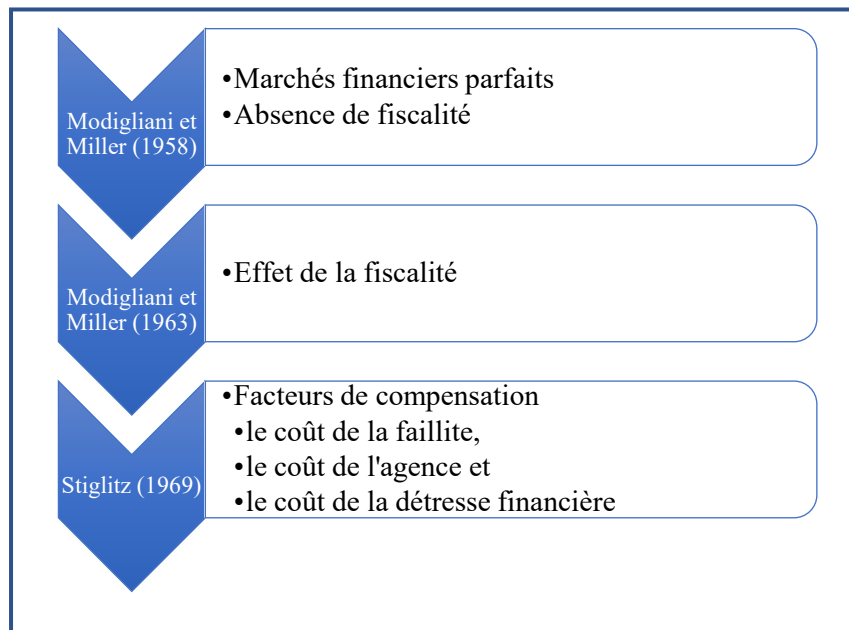 Modigliani et
Miller (1958)
•Marchés financiers parfaits
•Absence de fiscalité
Modigliani et
Miller (1963)
•Effet de la fiscalité
Stiglitz (1969)
•Facteurs de compensation
•le coût de la faillite,
•le coût de l'agence et
•le coût de la détresse financière